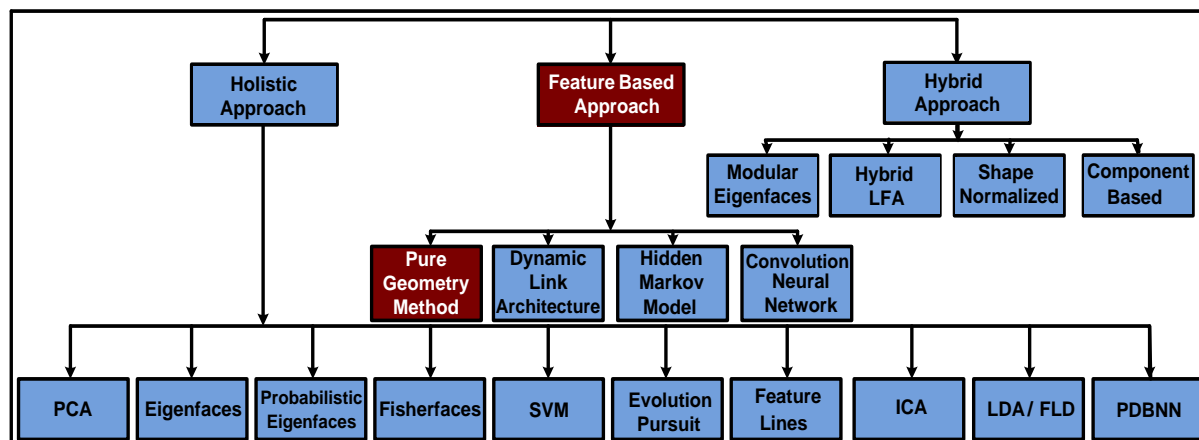 Holistic
Approach
Feature Based
Approach
Hybrid
Approach
Modular
Eigenfaces
Hybrid
LFA
Shape
Normalized
Component
Based
Pure
Geometry
Method
Dynamic
Link
Architecture
Hidden
Markov
Model
Convolution
Neural
Network
PCA
Eigenfaces
Probabilistic
Eigenfaces
Fisherfaces
SVM
Evolution
Pursuit
Feature
Lines
ICA
LDA / FLD
PDBNN